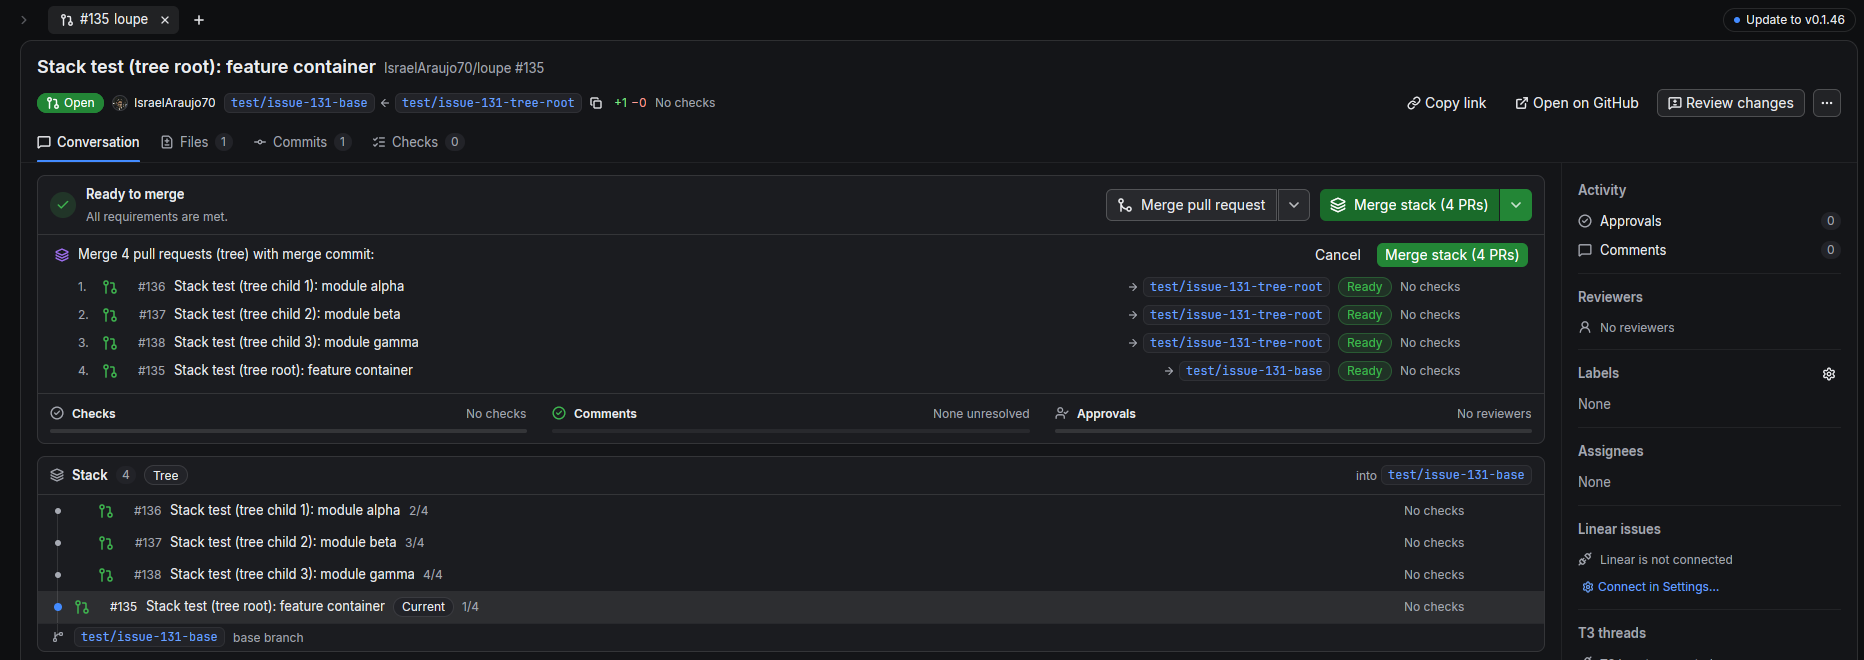 #135 loupe
Update to v0.1.46
Stack test (tree root): feature container IsraelAraujo70/loupe #135
Open IsraelAraujo70 test/issue-131-base ← test/issue-131-tree-root +1 −0 No checks
Copy link Open on GitHub Review changes
Conversation Files 1 Commits 1 Checks 0
Ready to merge
All requirements are met.
Merge pull request Merge stack (4 PRs)
Merge 4 pull requests (tree) with merge commit:
Cancel Merge stack (4 PRs)
1. #136 Stack test (tree child 1): module alpha → test/issue-131-tree-root Ready No checks
2. #137 Stack test (tree child 2): module beta → test/issue-131-tree-root Ready No checks
3. #138 Stack test (tree child 3): module gamma → test/issue-131-tree-root Ready No checks
4. #135 Stack test (tree root): feature container → test/issue-131-base Ready No checks
Checks No checks Comments None unresolved Approvals No reviewers
Stack 4 Tree into test/issue-131-base
#136 Stack test (tree child 1): module alpha 2/4 No checks
#137 Stack test (tree child 2): module beta 3/4 No checks
#138 Stack test (tree child 3): module gamma 4/4 No checks
#135 Stack test (tree root): feature container Current 1/4 No checks
test/issue-131-base base branch
Activity
Approvals 0
Comments 0
Reviewers
No reviewers
Labels
None
Assignees
None
Linear issues
Linear is not connected
Connect in Settings...
T3 threads